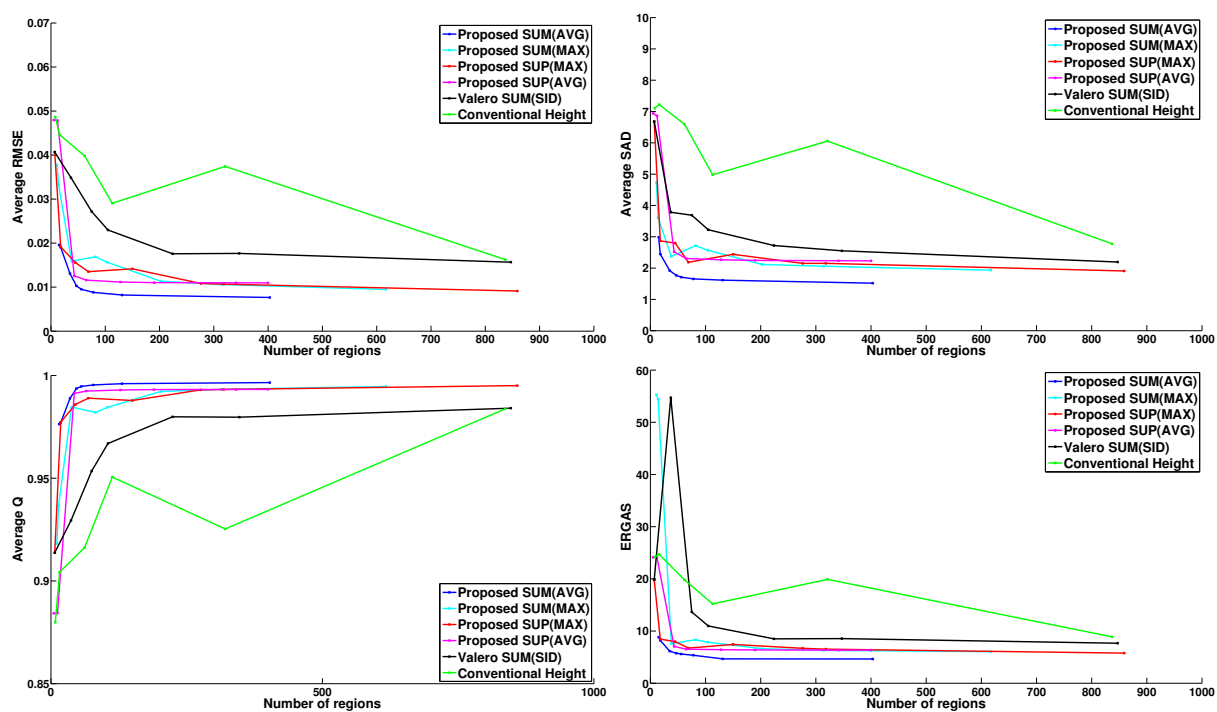 0.07
0.06
0.05
0.04
0.03
0.02
0.01
0
Average RMSE
0 100 200 300 400 500 600 700 800 900 1000
Number of regions
Proposed SUM(AVG)
Proposed SUM(MAX)
Proposed SUP(MAX)
Proposed SUP(AVG)
Valero SUM(SID)
Conventional Height
10
9
8
7
6
5
4
3
2
1
0
Average SAD
0 100 200 300 400 500 600 700 800 900 1000
Number of regions
Proposed SUM(AVG)
Proposed SUM(MAX)
Proposed SUP(MAX)
Proposed SUP(AVG)
Valero SUM(SID)
Conventional Height
1
0.95
0.9
0.85
Average Q
0 500 1000
Number of regions
Proposed SUM(AVG)
Proposed SUM(MAX)
Proposed SUP(MAX)
Proposed SUP(AVG)
Valero SUM(SID)
Conventional Height
60
50
40
30
20
10
0
ERGAS
0 100 200 300 400 500 600 700 800 900 1000
Number of regions
Proposed SUM(AVG)
Proposed SUM(MAX)
Proposed SUP(MAX)
Proposed SUP(AVG)
Valero SUM(SID)
Conventional Height